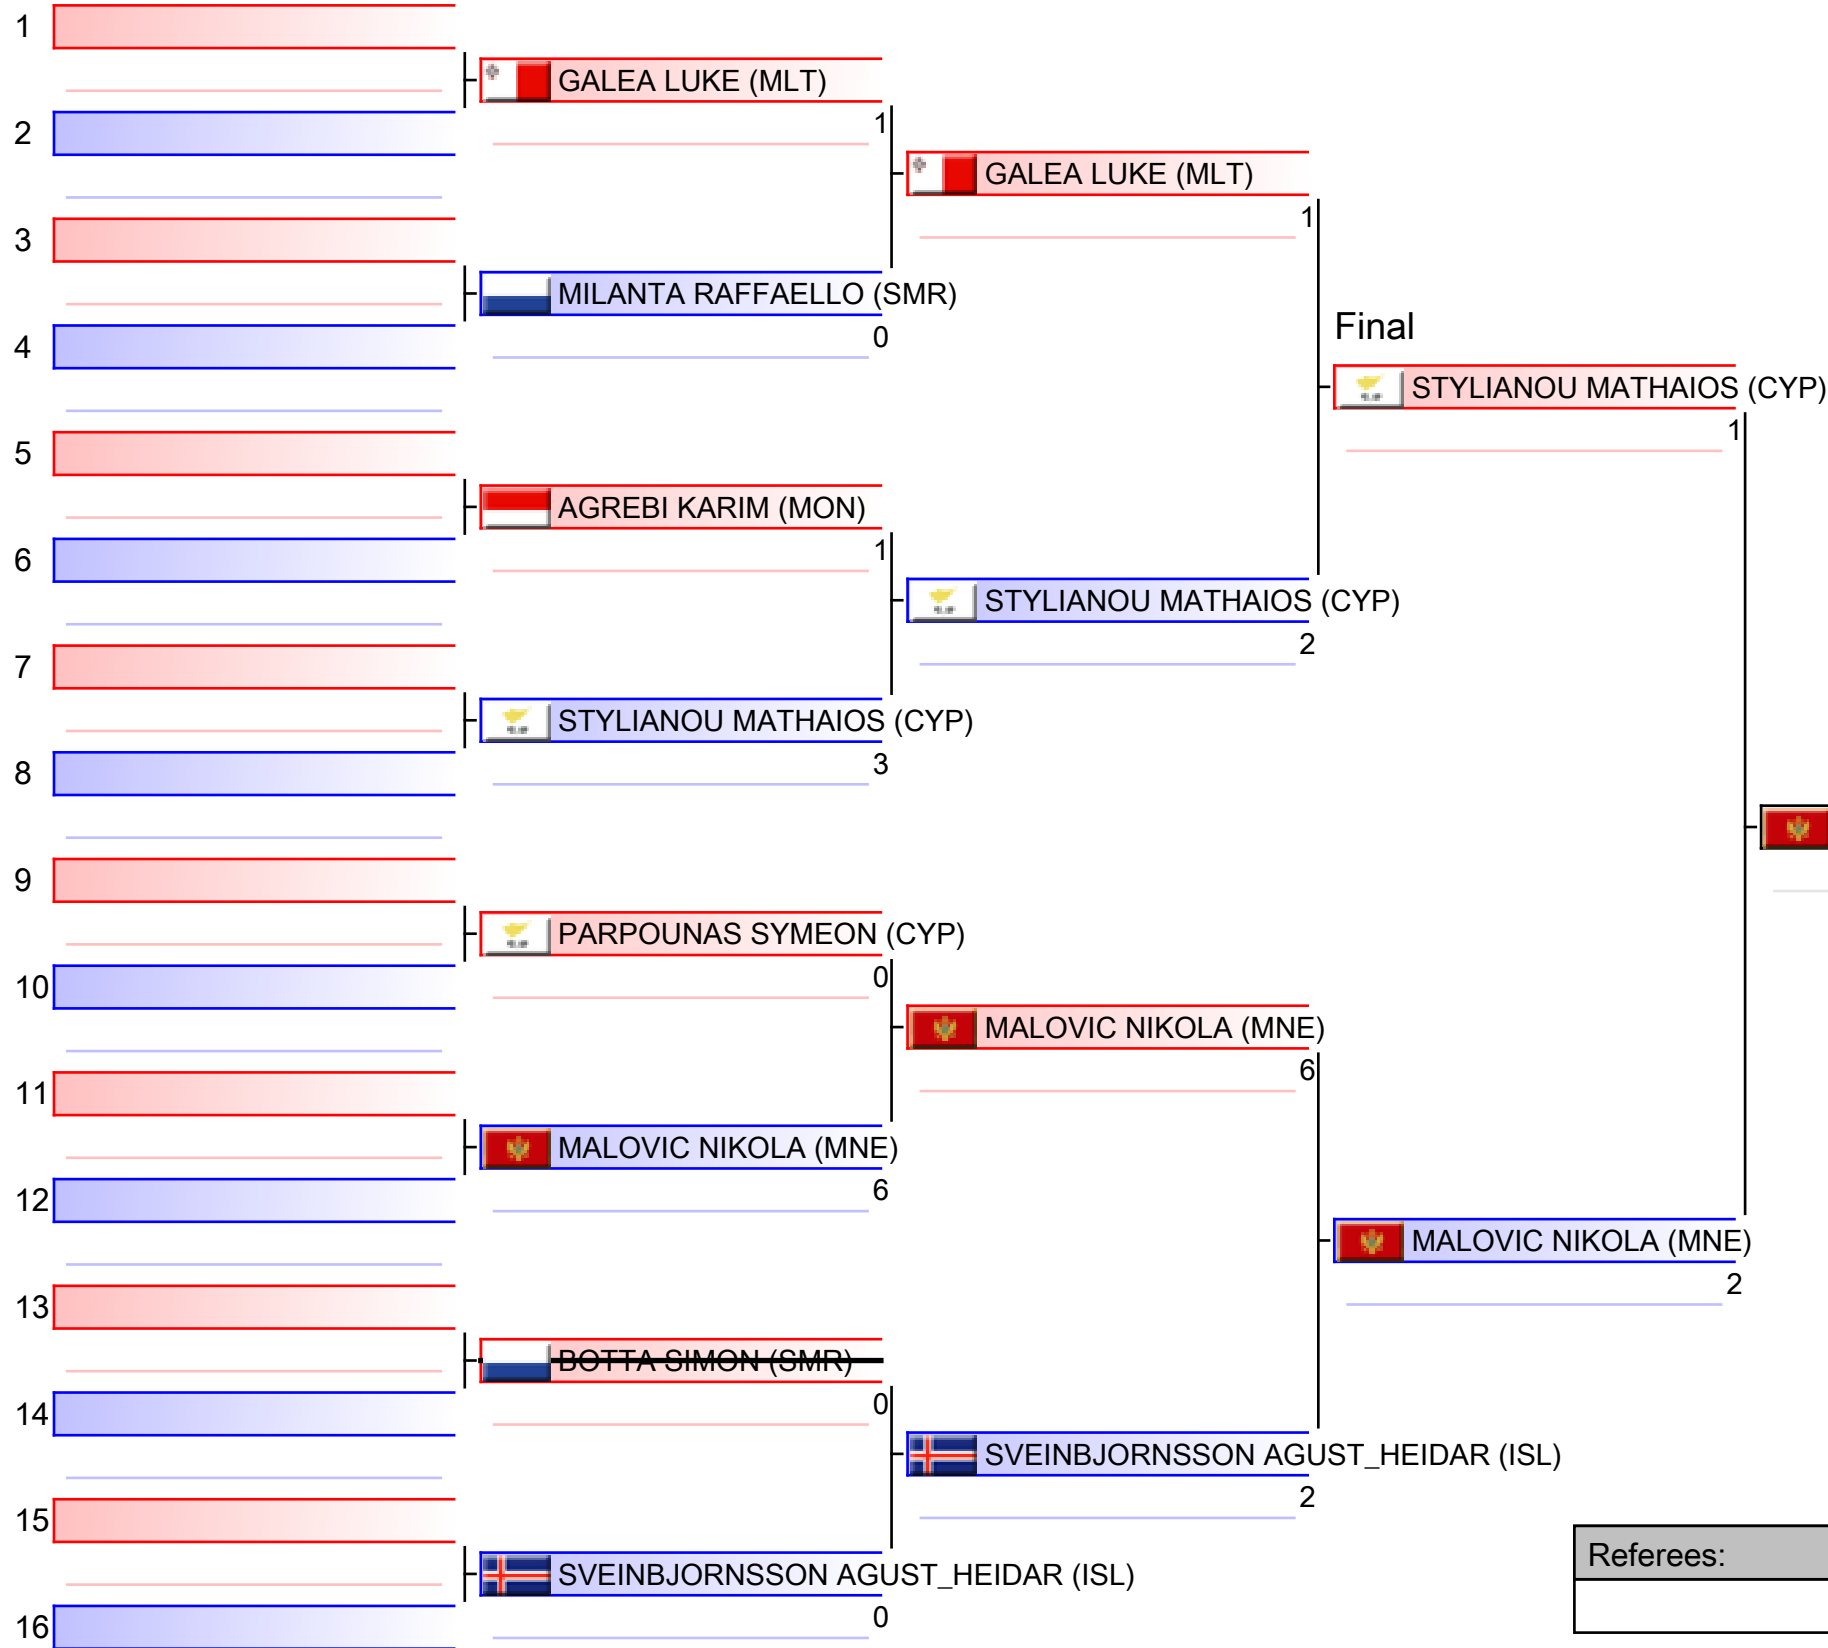 1
GALEA LUKE (MLT)
1
2
GALEA LUKE (MLT)
1
3
MILANTA RAFFAELLO (SMR)
0
4
Final
STYLIANOU MATHAIOS (CYP)
1
5
AGREBI KARIM (MON)
1
6
STYLIANOU MATHAIOS (CYP)
2
7
STYLIANOU MATHAIOS (CYP)
3
8
9
PARPOUNAS SYMEON (CYP)
0
10
MALOVIC NIKOLA (MNE)
6
11
MALOVIC NIKOLA (MNE)
6
12
MALOVIC NIKOLA (MNE)
2
13
BOTTA SIMON (SMR)
0
14
SVEINBJORNSSON AGUST_HEIDAR (ISL)
2
15
SVEINBJORNSSON AGUST_HEIDAR (ISL)
0
16
Referees: